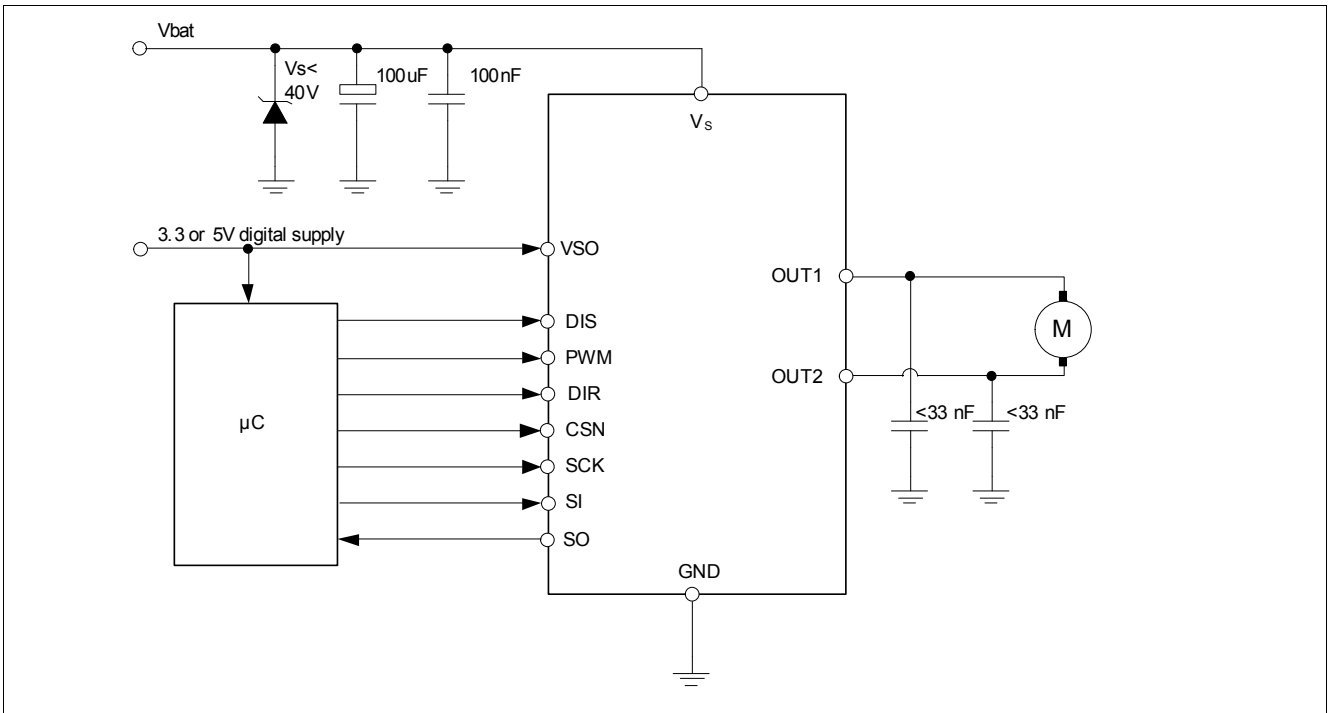 Vbat
Vs<
40V
100uF
100nF
Vs
3.3 or 5V digital supply
VSO
OUT1
DIS
M
PWM
OUT2
DIR
<33 nF
<33 nF
µC
CSN
SCK
SI
SO
GND